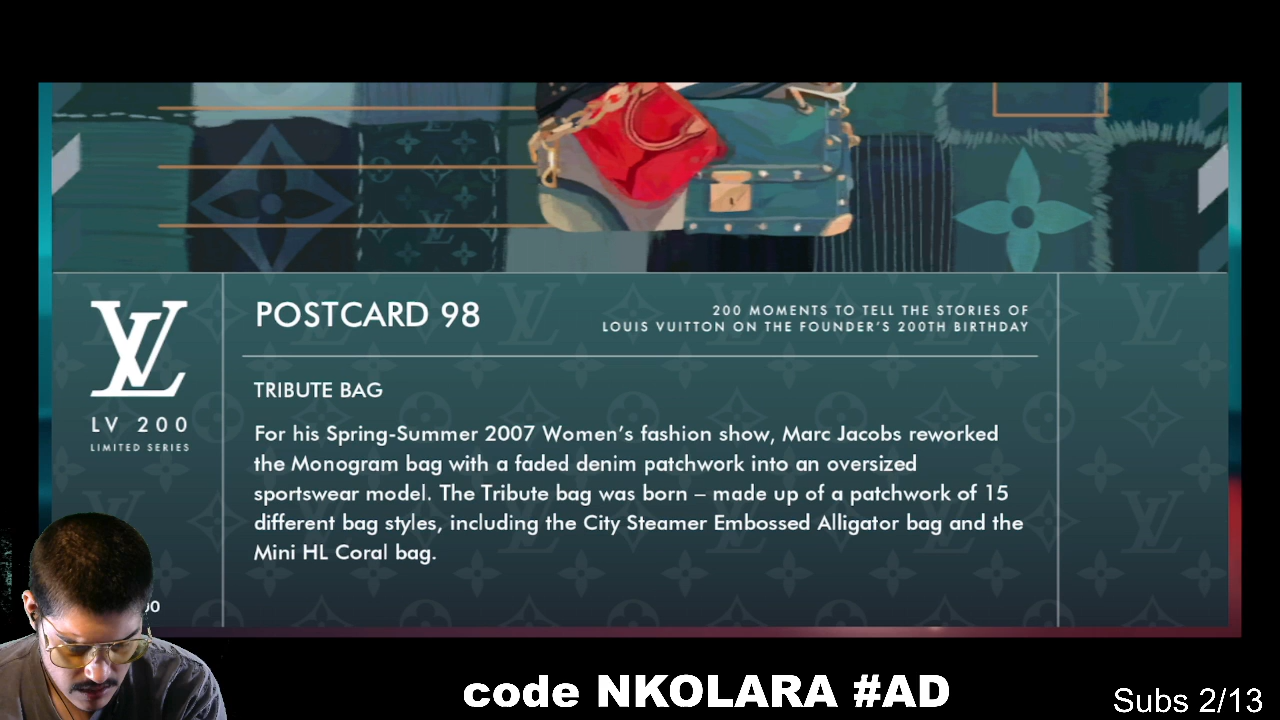 POSTCARD 98
200 MOMENTS TO TELL THE STORIES OF
LOUIS VUITTON ON THE FOUNDER'S 200TH BIRTHDAY
LV
LV 200
LIMITED SERIES
TRIBUTE BAG
For his Spring-Summer 2007 Women's fashion show, Marc Jacobs reworked
the Monogram bag with a faded denim patchwork into an oversized
sportswear model. The Tribute bag was born – made up of a patchwork of 15
different bag styles, including the City Steamer Embossed Alligator bag and the
Mini HL Coral bag.
code NKOLARA #AD
Subs 2/13